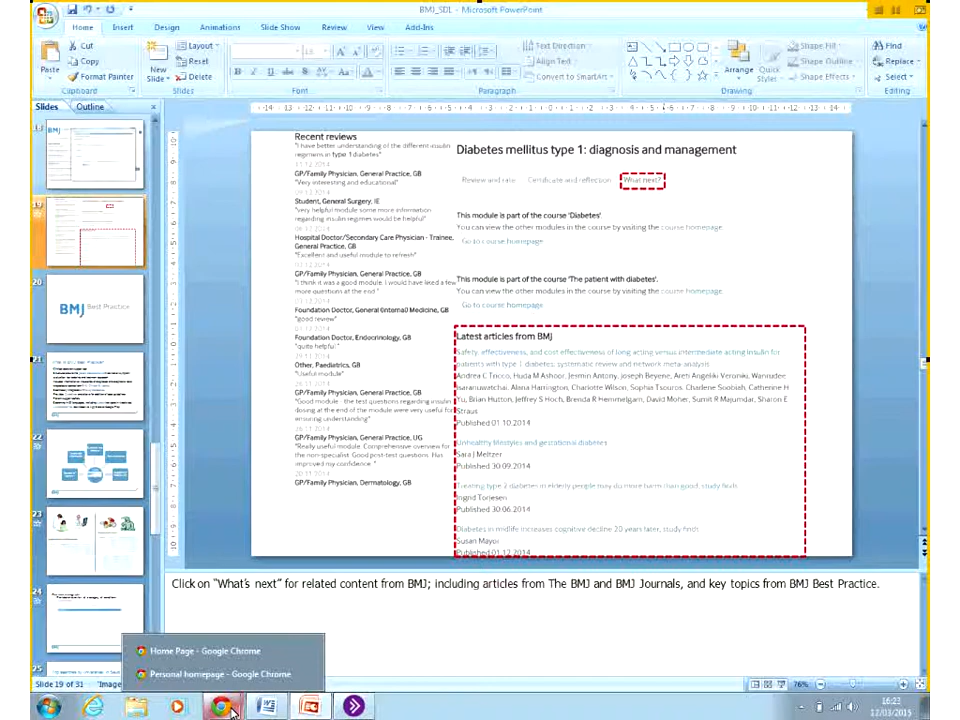 BMJ_SDL - Microsoft PowerPoint
Home Insert Design Animations Slide Show Review View Add-Ins
Paste
Cut
Copy
Format Painter
Clipboard
New Slide
Layout
Reset
Delete
Slides
Font
Text Direction
Align Text
Convert to SmartArt
Paragraph
Arrange
Quick Styles
Shape Fill
Shape Outline
Shape Effects
Drawing
Find
Replace
Select
Editing
Slides Outline
18
BMJ
19
20
BMJ Best Practice
21
22
23
24
25
Recent reviews
"I have better understanding of the different insulin
regimens in type 1 diabetes"
GP/Family Physician, General Practice, GB
"Very interesting and educational"
Student, General Surgery, IE
"very helpful module some more information
regarding insulin regimes would be helpful"
Hospital Doctor/Secondary Care Physician - Trainee,
General Practice, GB
"Excellent and useful module to refresh"
GP/Family Physician, General Practice, GB
"I think it was a good module. I would have liked a few
more questions at the end."
Foundation Doctor, General (Internal) Medicine, GB
"good review"
Foundation Doctor, Endocrinology, GB
"quite helpful"
Other, Paediatrics, GB
"Useful module"
GP/Family Physician, General Practice, GB
"Good module - the test questions regarding insulin
dosing at the end of the module were very useful for
ensuring understanding"
GP/Family Physician, General Practice, UG
"Really useful module. Comprehensive overview for
the non-specialist. Good post-test questions. Has
improved my confidence."
GP/Family Physician, Dermatology, GB
Diabetes mellitus type 1: diagnosis and management
Review and rate Certificate and reflection What next?
This module is part of the course 'Diabetes'.
You can view the other modules in the course by visiting the course homepage.
Go to course homepage
This module is part of the course 'The patient with diabetes'.
You can view the other modules in the course by visiting the course homepage.
Go to course homepage
Latest articles from BMJ
Safety, effectiveness, and cost effectiveness of long acting versus intermediate acting insulin for
patients with type 1 diabetes: systematic review and network meta-analysis
Andrea C Tricco, Huda M Ashoor, Jesmin Antony, Joseph Beyene, Areti Angeliki Veroniki, Wanrudee
Isaranuwatchai, Alana Harrington, Charlotte Wilson, Sophia Tsouros, Charlene Soobiah, Catherine H
Yu, Brian Hutton, Jeffrey S Hoch, Brenda R Hemmelgarn, David Moher, Sumit R Majumdar, Sharon E
Straus
Published 01.10.2014
Unhealthy lifestyles and gestational diabetes
Sara J Meltzer
Published 30.09.2014
Treating type 2 diabetes in elderly people may do more harm than good, study finds
Ingrid Torjesen
Published 30.06.2014
Diabetes in midlife increases cognitive decline 20 years later, study finds
Susan Mayor
Published 01.12.2014
Click on "What's next" for related content from BMJ; including articles from The BMJ and BMJ Journals, and key topics from BMJ Best Practice.
Home Page - Google Chrome
Personal homepage - Google Chrome
Slide 19 of 31
76%
16:23
12/03/2015